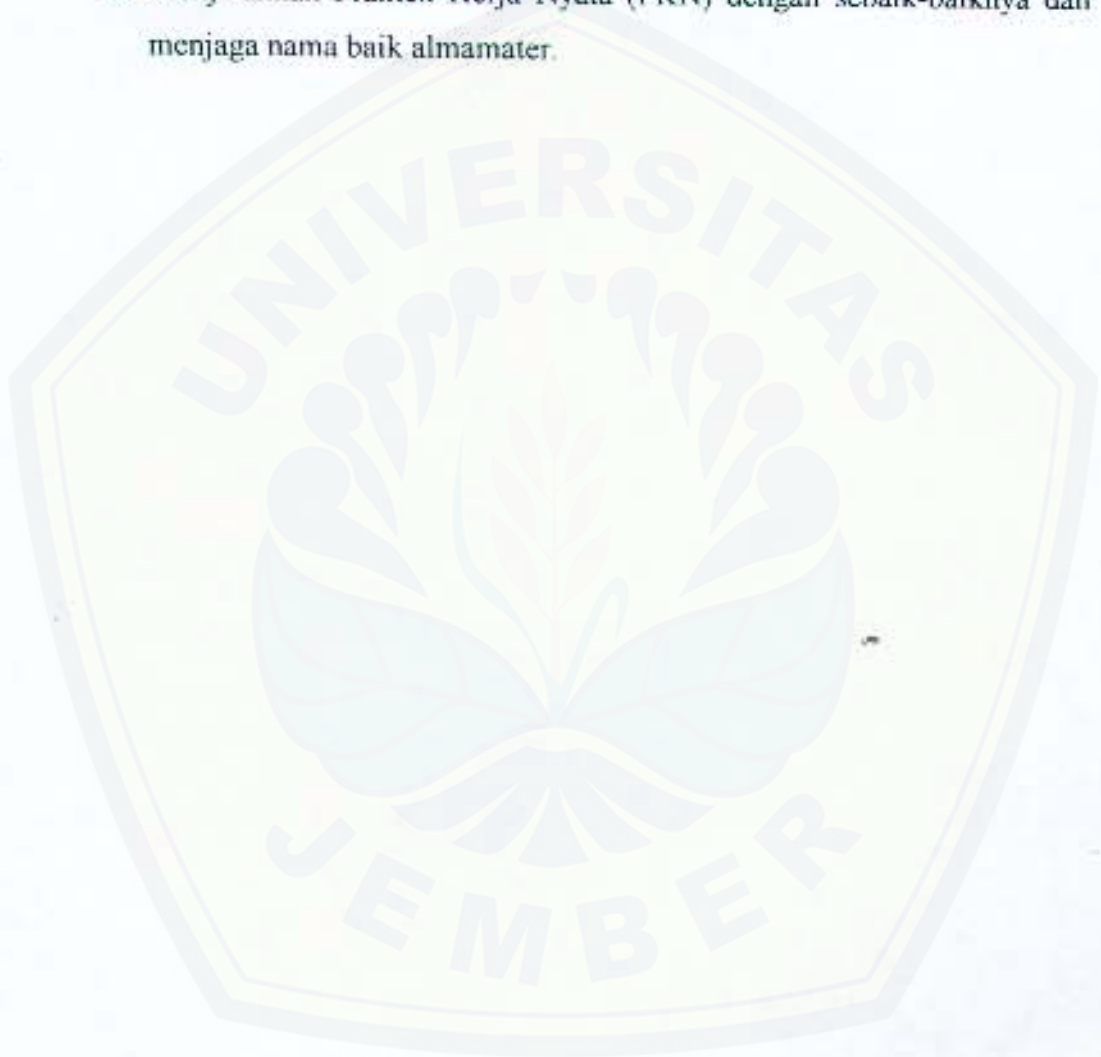 Praktek Kerja Nyata (PKN) dengan sebaik-baiknya dan
menjaga nama baik almamater.
UNIVERSITAS
JEMBER